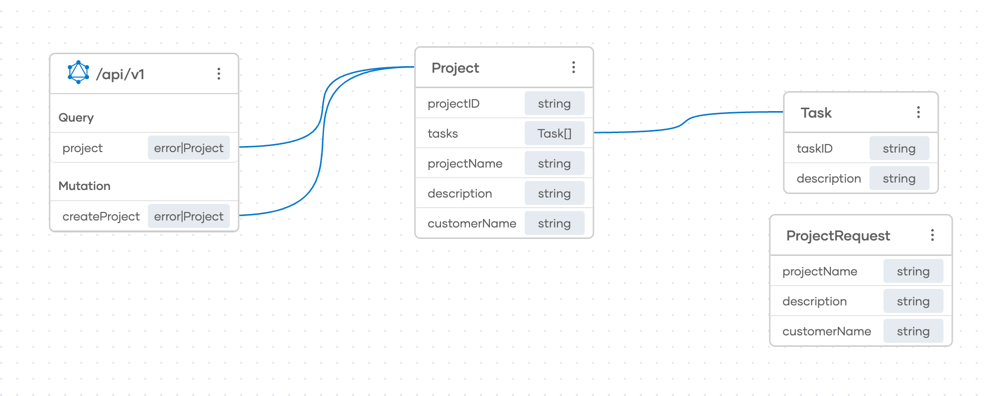 /api/v1
Query
project error|Project
Mutation
createProject error|Project
Project
projectID string
tasks Task[]
projectName string
description string
customerName string
Task
taskID string
description string
ProjectRequest
projectName string
description string
customerName string